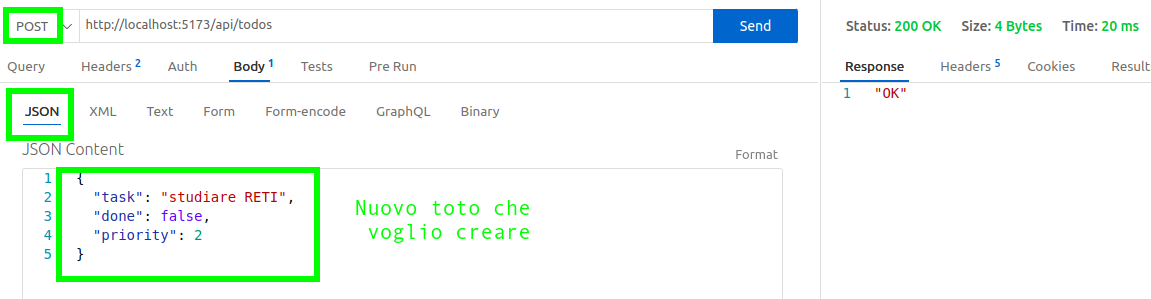 POST http://localhost:5173/api/todos Send
Status: 200 OK Size: 4 Bytes Time: 20 ms
Query Headers 2 Auth Body 1 Tests Pre Run
Response Headers 5 Cookies Result
JSON XML Text Form Form-encode GraphQL Binary
1 "OK"
JSON Content
Format
1 {
2 "task": "studiare RETI",
3 "done": false,
4 "priority": 2
5 }
Nuovo toto che
voglio creare